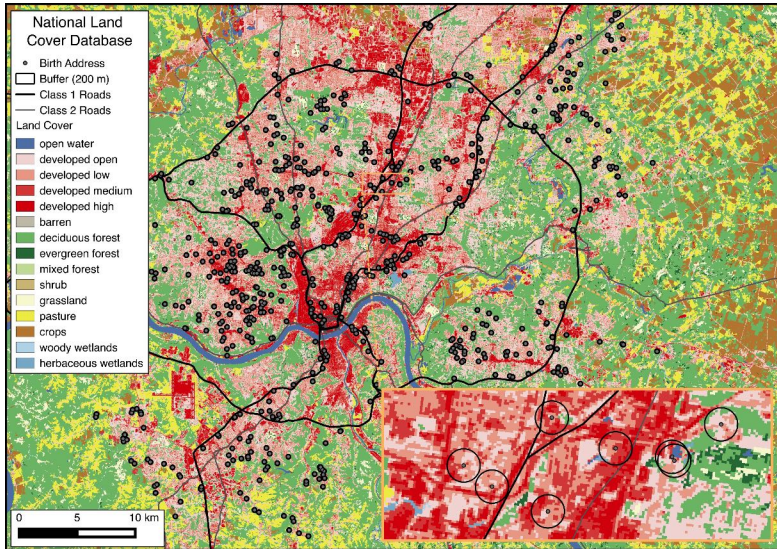 National Land
Cover Database
Birth Address
Buffer (200 m)
Class 1 Roads
Class 2 Roads
Land Cover
open water
developed open
developed low
developed medium
developed high
barren
deciduous forest
evergreen forest
mixed forest
shrub
grassland
pasture
crops
woody wetlands
herbaceous wetlands
0 5 10 km